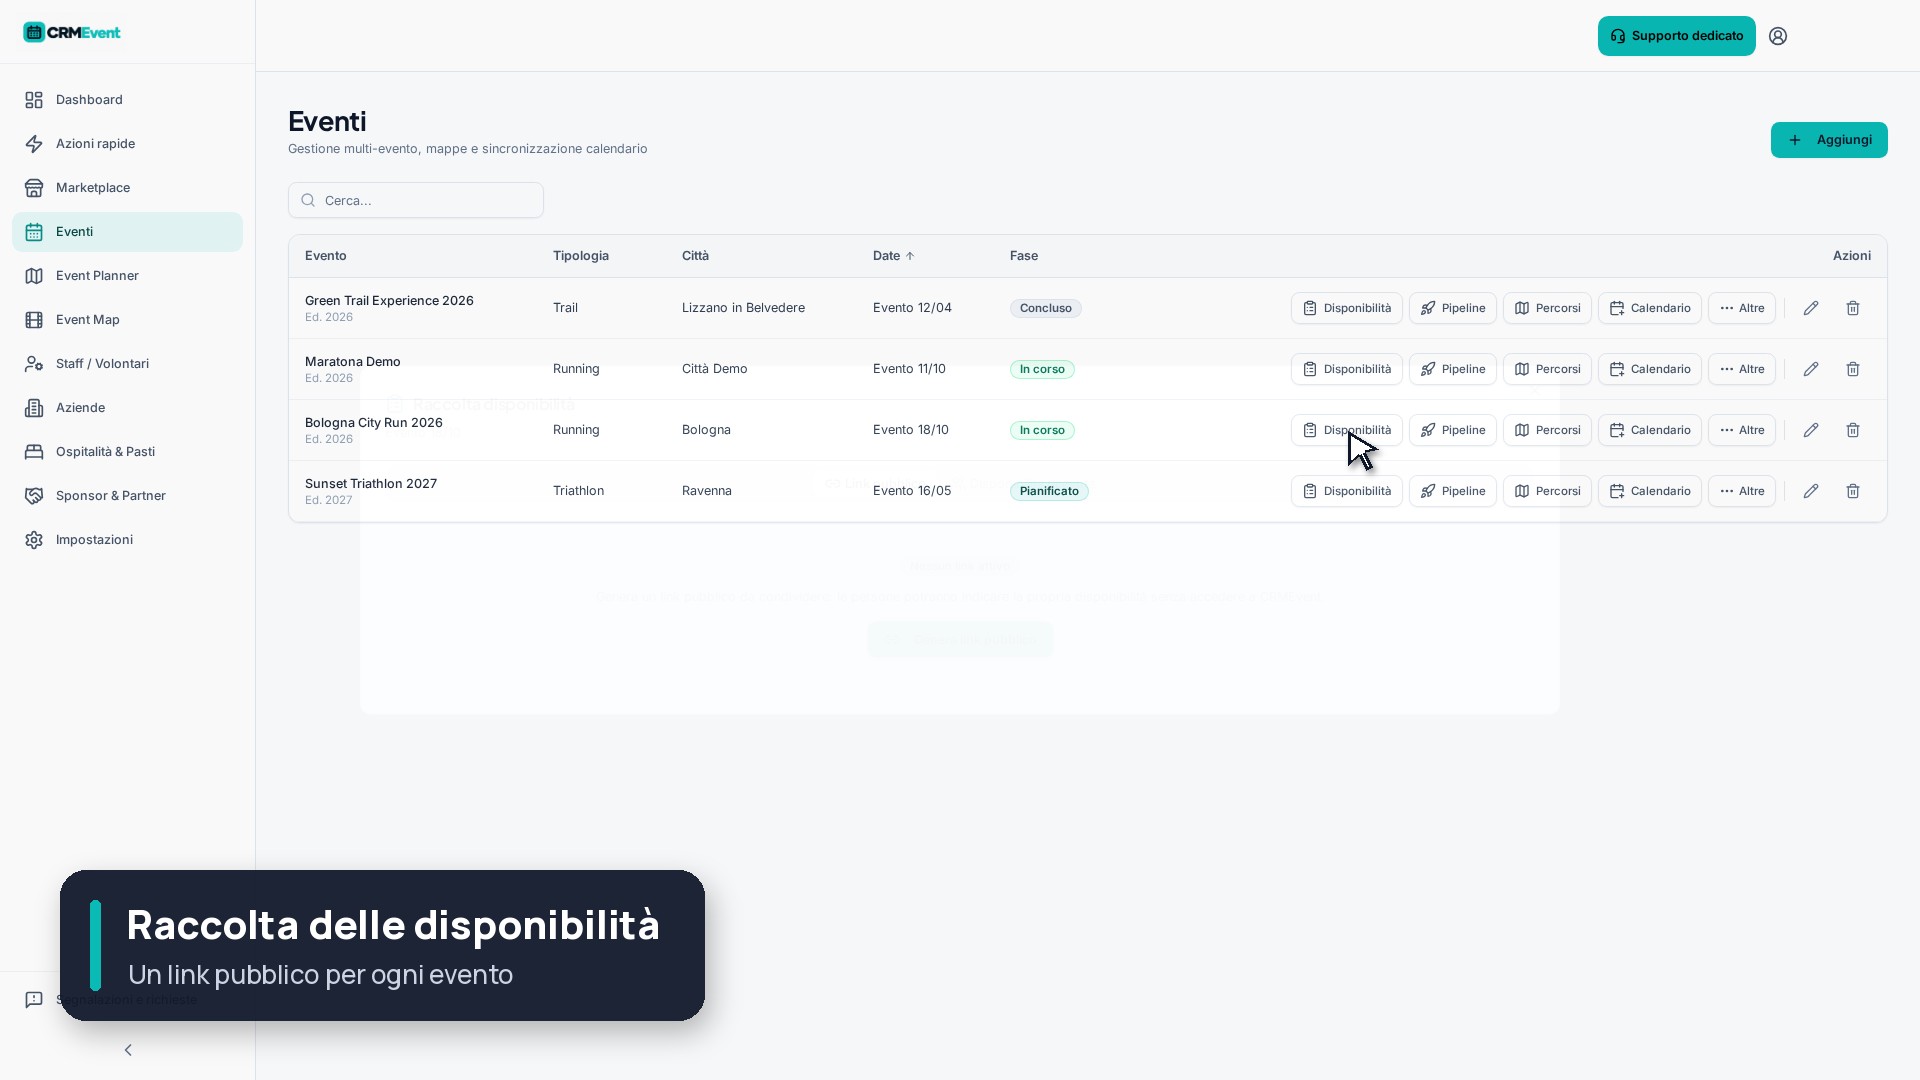 CRMEvent
Supporto dedicato
Dashboard
Azioni rapide
Marketplace
Eventi
Event Planner
Event Map
Staff / Volontari
Aziende
Ospitalità & Pasti
Sponsor & Partner
Impostazioni
Segnalazioni e richieste
Eventi
Gestione multi-evento, mappe e sincronizzazione calendario
Aggiungi
Cerca...
Evento Tipologia Città Date ↑ Fase Azioni
Green Trail Experience 2026
Ed. 2026
Trail Lizzano in Belvedere Evento 12/04 Concluso Disponibilità Pipeline Percorsi Calendario ··· Altre
Maratona Demo
Ed. 2026
Running Città Demo Evento 11/10 In corso Disponibilità Pipeline Percorsi Calendario ··· Altre
Raccolta disponibilità
Bologna City Run 2026
Ed. 2026
Running Bologna Evento 18/10 In corso Disponibilità Pipeline Percorsi Calendario ··· Altre
Sunset Triathlon 2027
Ed. 2027
Triathlon Ravenna Evento 16/05 Pianificato Disponibilità Pipeline Percorsi Calendario ··· Altre
Raccolta delle disponibilità
Un link pubblico per ogni evento